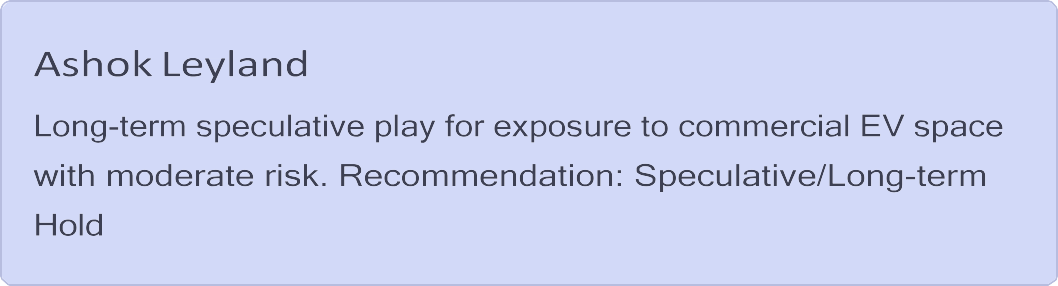 Ashok Leyland
Long-term speculative play for exposure to commercial EV space
with moderate risk. Recommendation: Speculative/Long-term
Hold